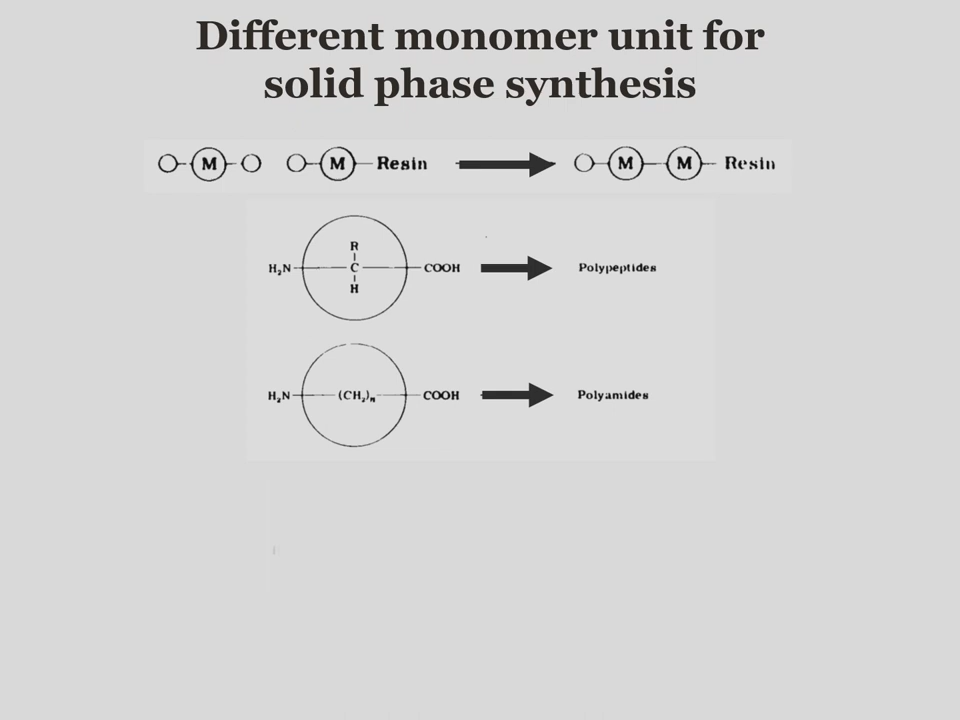 Different monomer unit for
solid phase synthesis
M M Resin M M Resin
R
H₂N C COOH Polypeptides
H
H₂N (CH₂)ₙ COOH Polyamides